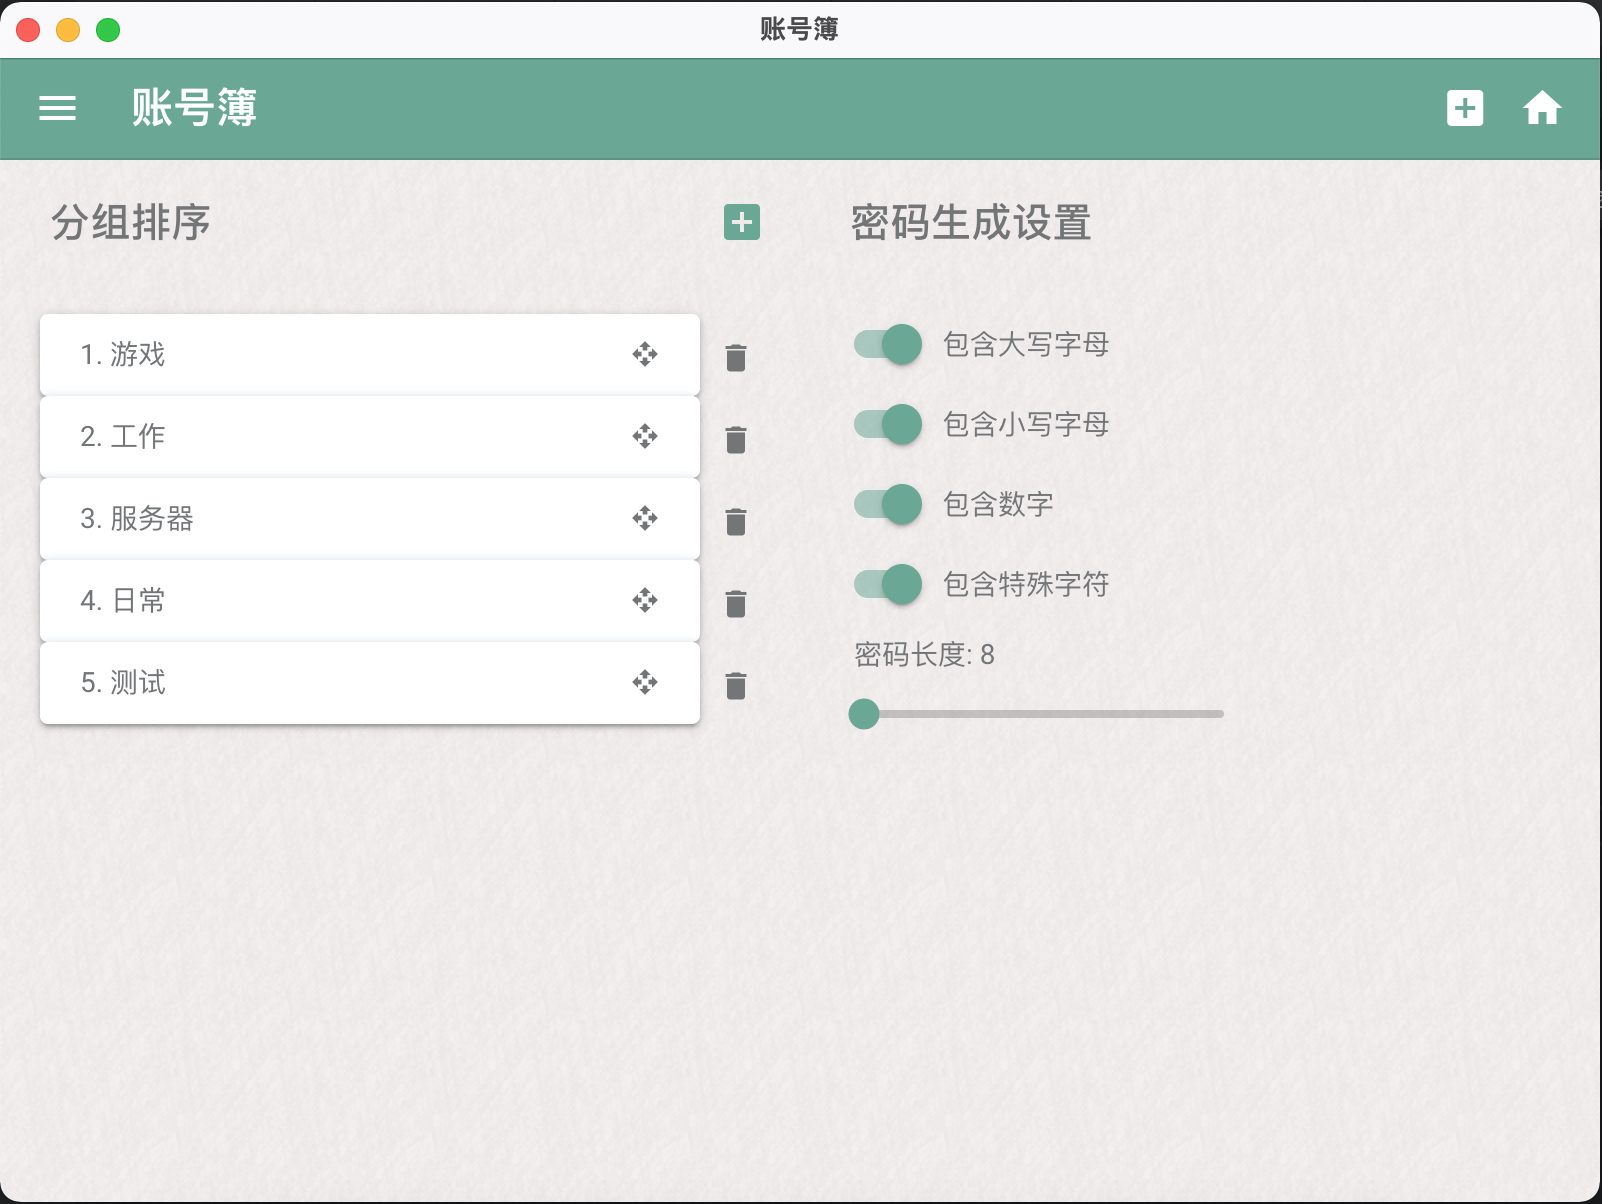 账号簿
账号簿
分组排序
1. 游戏
2. 工作
3. 服务器
4. 日常
5. 测试
密码生成设置
包含大写字母
包含小写字母
包含数字
包含特殊字符
密码长度: 8